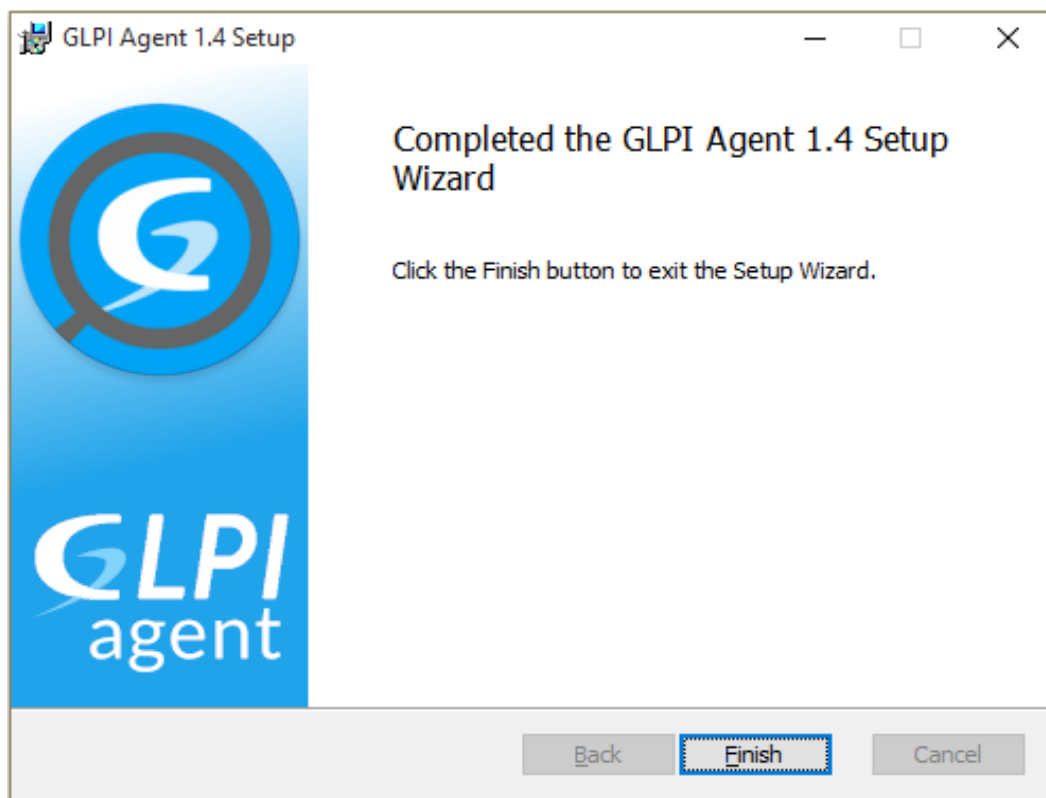 GLPI Agent 1.4 Setup
Completed the GLPI Agent 1.4 Setup
Wizard
Click the Finish button to exit the Setup Wizard.
GLPI
agent
Back
Finish
Cancel